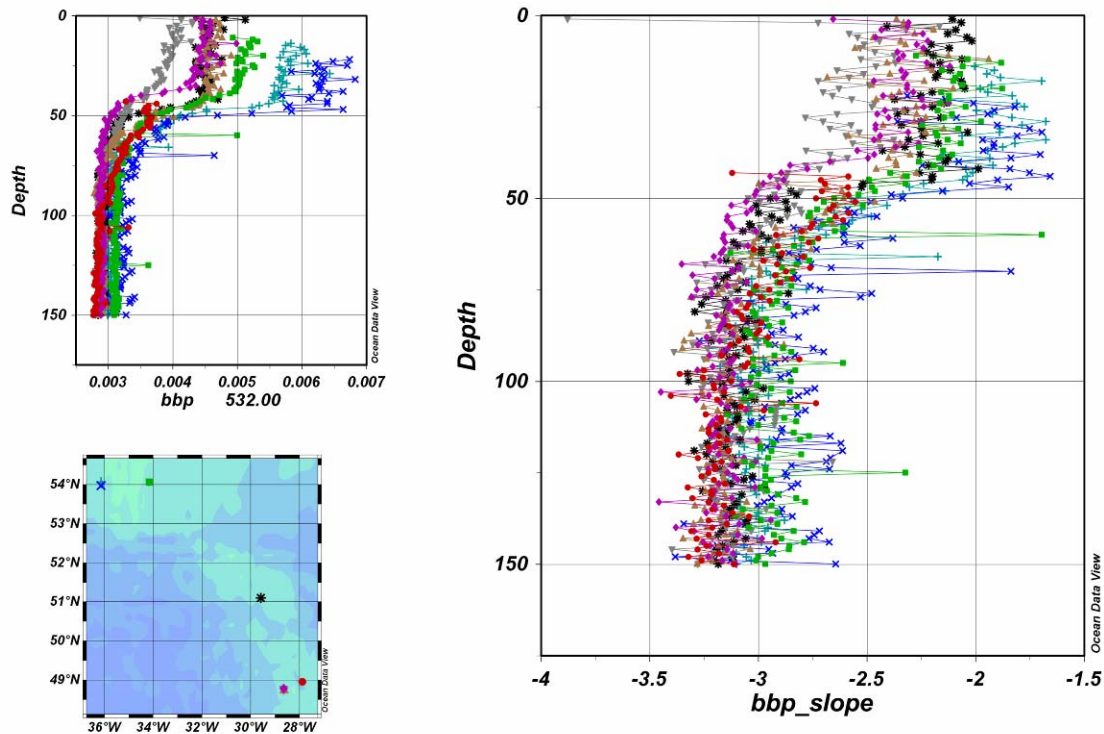 0
50
100
150
Depth
0.003 0.004 0.005 0.006 0.007
bbp 532.00
Ocean Data View
54°N
53°N
52°N
51°N
50°N
49°N
36°W 34°W 32°W 30°W 28°W
Ocean Data View
0
50
100
150
Depth
-4 -3.5 -3 -2.5 -2 -1.5
bbp_slope
Ocean Data View